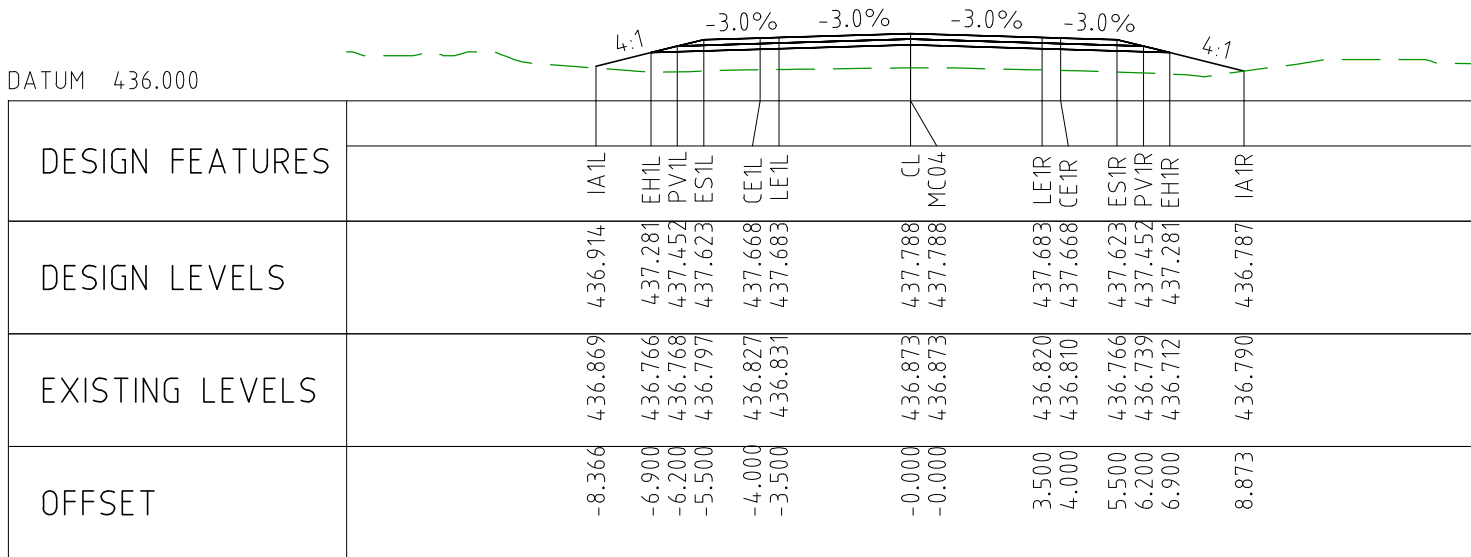 -3.0% -3.0% -3.0% -3.0%
4:1 4:1
DATUM 436.000
DESIGN FEATURES IA1L EH1L PV1L ES1L CE1L LE1L CL MC04 LE1R CE1R ES1R PV1R EH1R IA1R
DESIGN LEVELS 436.914 437.281 437.452 437.623 437.668 437.683 437.788 437.788 437.683 437.668 437.623 437.452 437.281 436.787
EXISTING LEVELS 436.869 436.766 436.768 436.797 436.827 436.831 436.873 436.873 436.820 436.810 436.766 436.739 436.712 436.790
OFFSET -8.366 -6.900 -6.200 -5.500 -4.000 -3.500 -0.000 -0.000 3.500 4.000 5.500 6.200 6.900 8.873